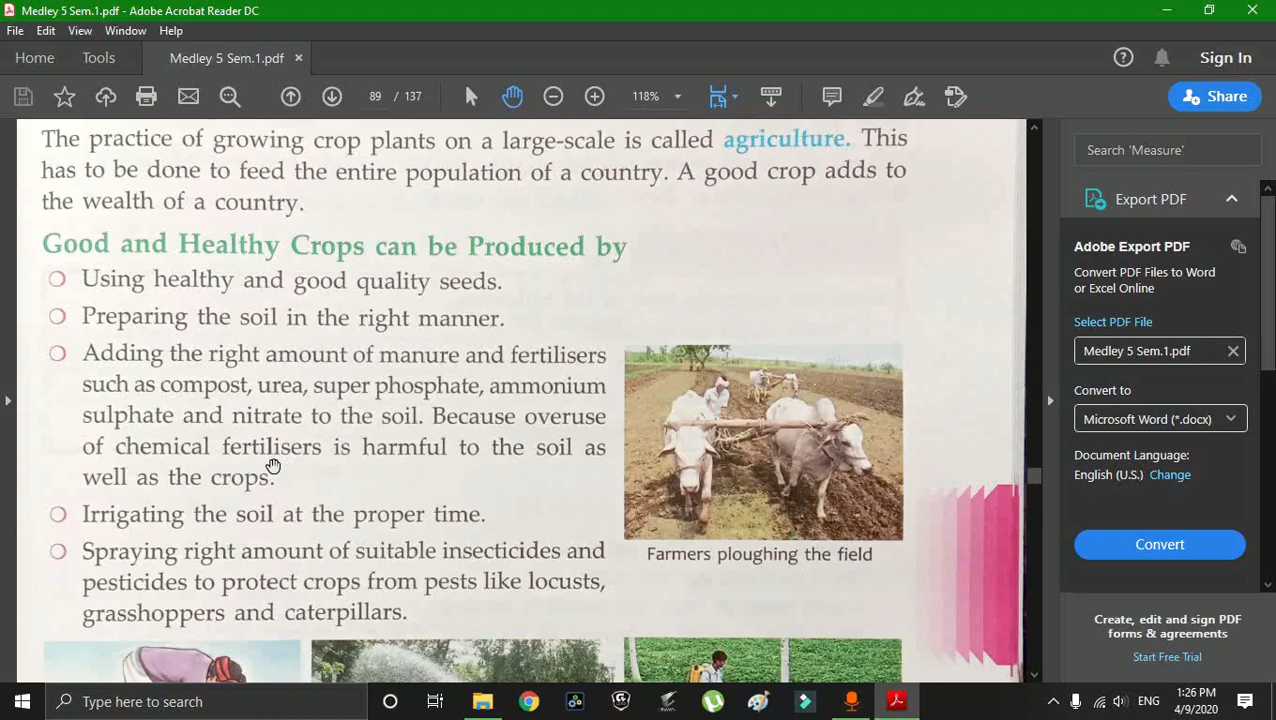 Medley 5 Sem.1.pdf - Adobe Acrobat Reader DC
File Edit View Window Help
Home Tools Medley 5 Sem.1.pdf × Sign In
89 / 137 118% Share
The practice of growing crop plants on a large-scale is called agriculture. This
has to be done to feed the entire population of a country. A good crop adds to
the wealth of a country.
Good and Healthy Crops can be Produced by
Using healthy and good quality seeds.
Preparing the soil in the right manner.
Adding the right amount of manure and fertilisers
such as compost, urea, super phosphate, ammonium
sulphate and nitrate to the soil. Because overuse
of chemical fertilisers is harmful to the soil as
well as the crops.
Irrigating the soil at the proper time.
Spraying right amount of suitable insecticides and
pesticides to protect crops from pests like locusts,
grasshoppers and caterpillars.
Farmers ploughing the field
Search 'Measure'
Export PDF
Adobe Export PDF
Convert PDF Files to Word
or Excel Online
Select PDF File
Medley 5 Sem.1.pdf
Convert to
Microsoft Word (*.docx)
Document Language:
English (U.S.) Change
Convert
Create, edit and sign PDF
forms & agreements
Start Free Trial
Type here to search
ENG
1:26 PM
4/9/2020